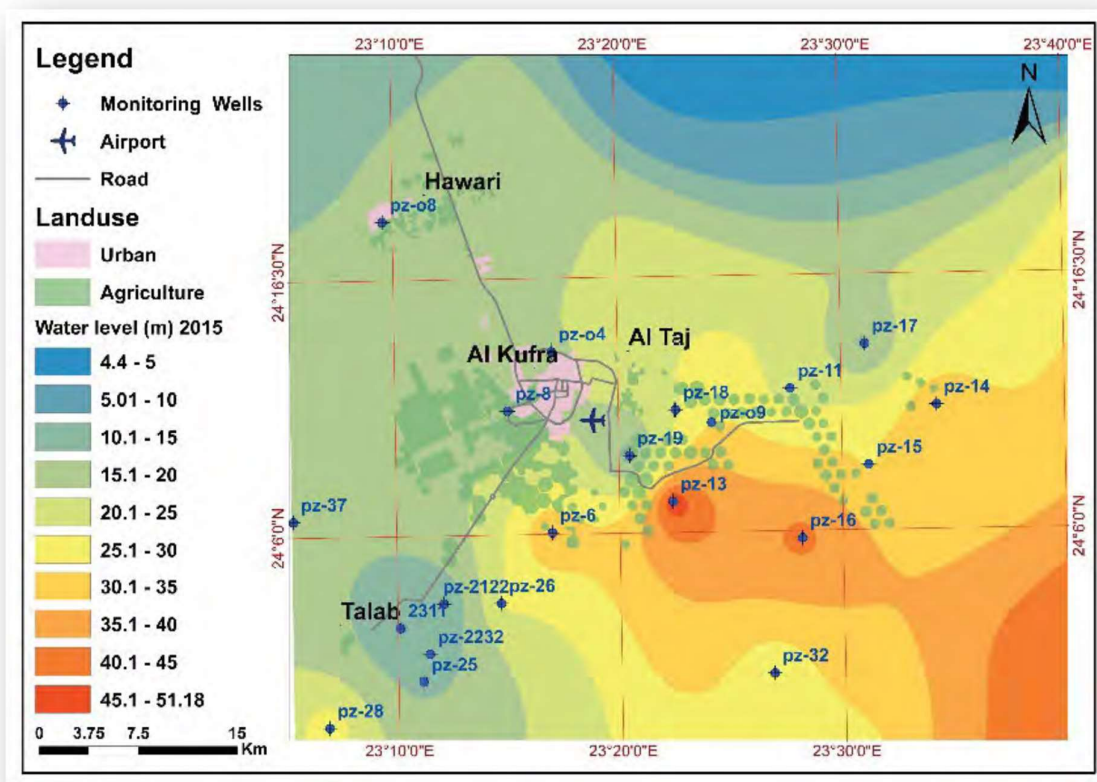 Legend
Monitoring Wells
Airport
Road
Landuse
Urban
Agriculture
Water level (m) 2015
4.4 - 5
5.01 - 10
10.1 - 15
15.1 - 20
20.1 - 25
25.1 - 30
30.1 - 35
35.1 - 40
40.1 - 45
45.1 - 51.18
0 3.75 7.5 15
Km
23°10'0"E 23°20'0"E 23°30'0"E 23°40'0"E
N
Hawari
pz-o8
24°16'30"N 24°16'30"N
pz-17
pz-o4
Al Taj
Al Kufra
pz-11
pz-14
pz-8
pz-18
pz-o9
pz-19
pz-15
pz-13
pz-37
pz-6
pz-16
24°6'0"N 24°6'0"N
pz-2122pz-26
Talab
2311
pz-2232
pz-32
pz-25
pz-28
23°10'0"E 23°20'0"E 23°30'0"E